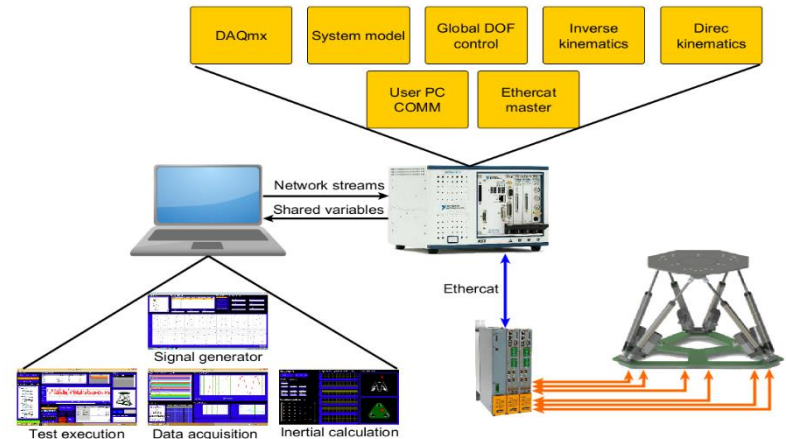 DAQmx
System model
Global DOF
control
Inverse
kinematics
Direc
kinematics
User PC
COMM
Ethercat
master
Network streams
Shared variables
Ethercat
Signal generator
Test execution
Data acquisition
Inertial calculation